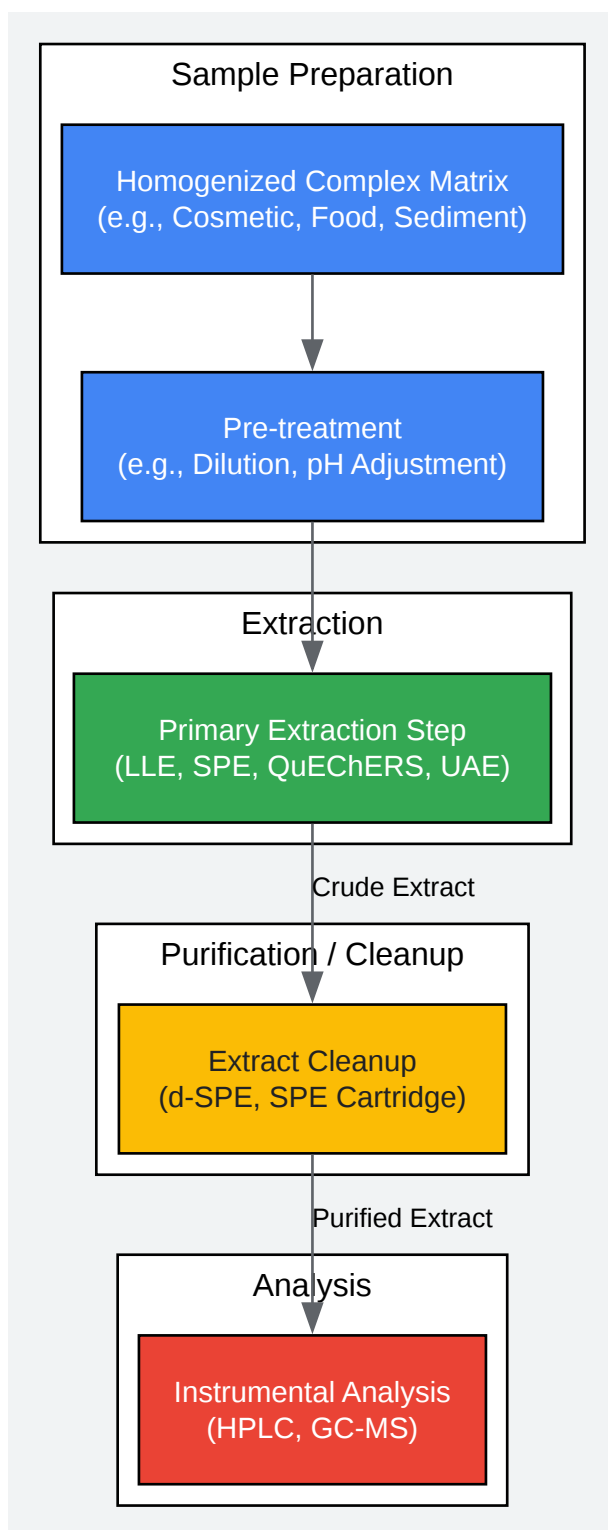 Sample Preparation
Homogenized Complex Matrix
(e.g., Cosmetic, Food, Sediment)
Pre-treatment
(e.g., Dilution, pH Adjustment)
Extraction
Primary Extraction Step
(LLE, SPE, QuEChERS, UAE)
Crude Extract
Purification / Cleanup
Extract Cleanup
(d-SPE, SPE Cartridge)
Purified Extract
Analysis
Instrumental Analysis
(HPLC, GC-MS)